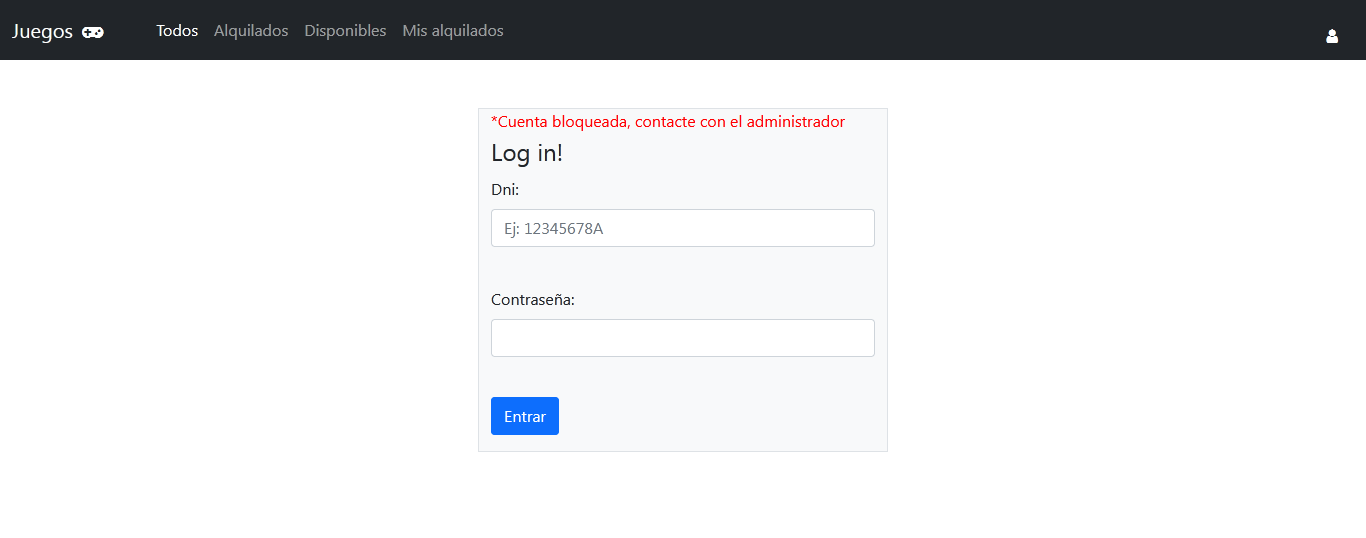 Juegos Todos Alquilados Disponibles Mis alquilados
*Cuenta bloqueada, contacte con el administrador
Log in!
Dni:
Ej: 12345678A
Contraseña:
Entrar